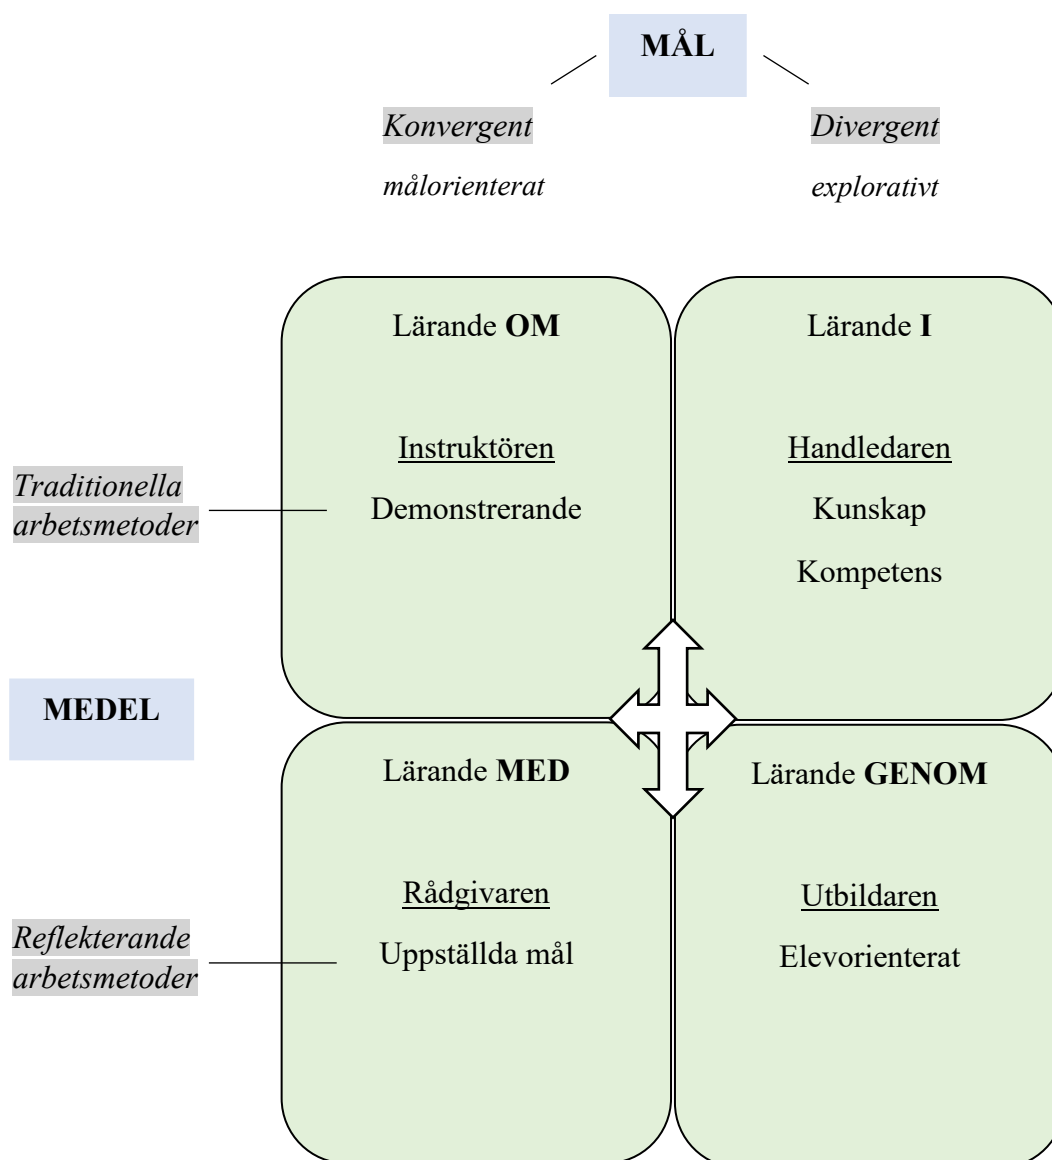 MÅL
Konvergent
målorienterat
Divergent
explorativt
Lärande OM
Instruktören
Demonstrerande
Lärande I
Handledaren
Kunskap
Kompetens
Traditionella
arbetsmetoder
MEDEL
Lärande MED
Rådgivaren
Uppställda mål
Lärande GENOM
Utbildaren
Elevorienterat
Reflekterande
arbetsmetoder